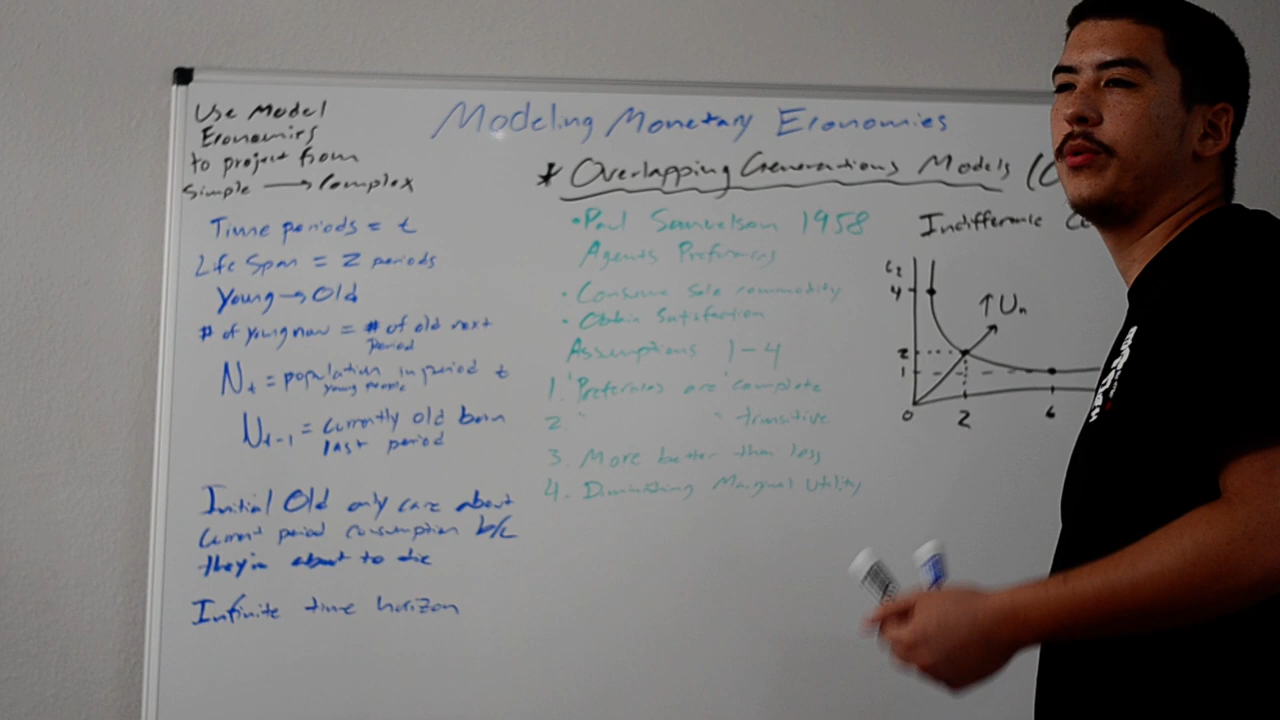 Use Model
Economics
to project from
Simple → Complex
Time periods = t
Life Span = 2 periods
Young → Old
# of young now = # of old next
Period
Nt = population in period t
young people
Nt-1 = currently old born
last period
Initial Old only care about
current period consumption b/c
they're about to die
Infinite time horizon
Modeling Monetary Economies
* Overlapping Generations Models (
• Paul Samuelson 1958
Agents Preferences
• Consume sole commodity
• Obtain Satisfaction
Assumptions 1-4
1. Preferences are complete
2. " " transitive
3. More better than less
4. Diminishing Marginal Utility
Indifference
C2
4
↑Un
2
1
0
2
6